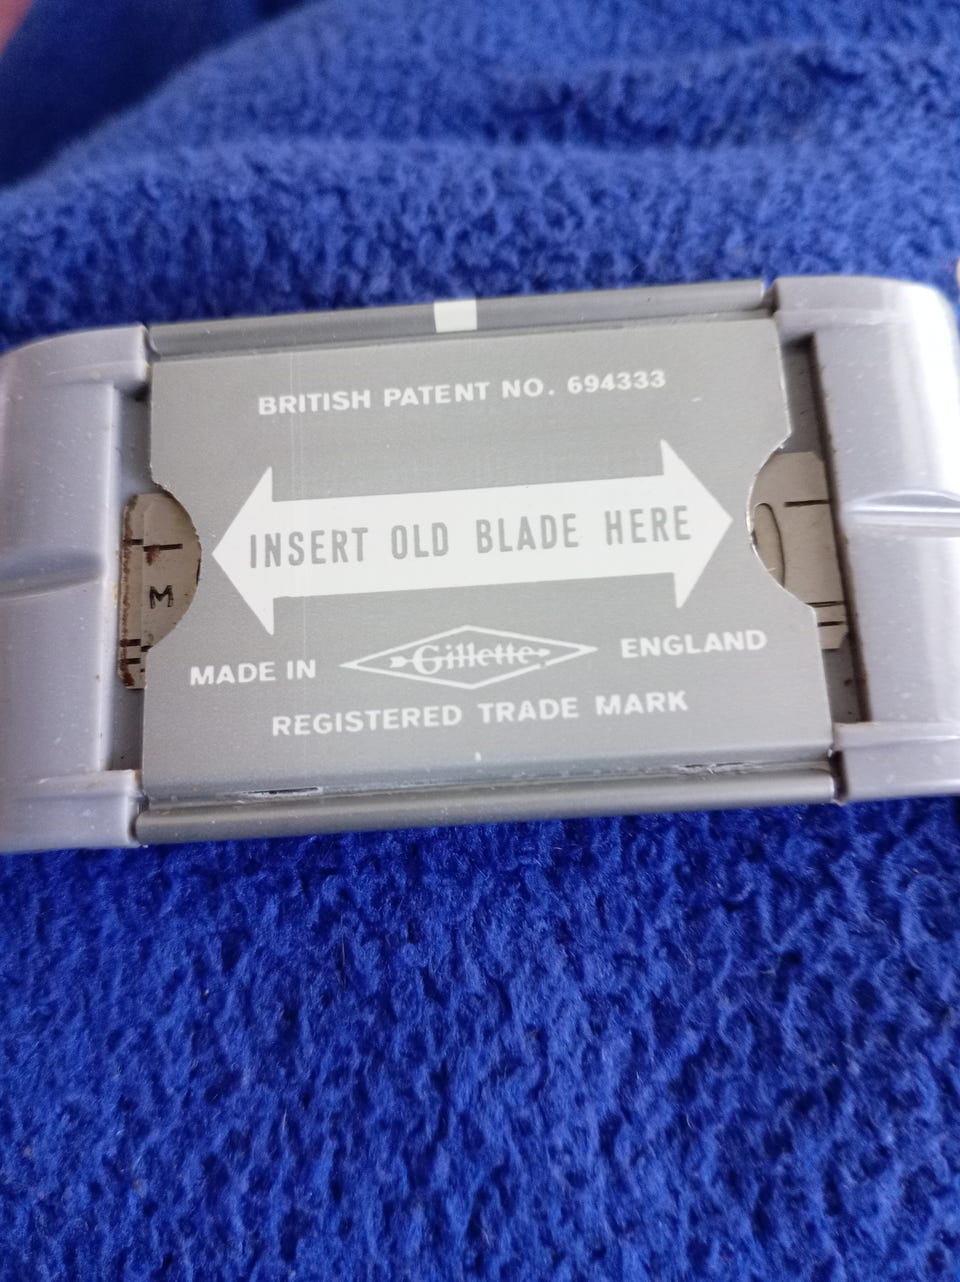 BRITISH PATENT NO. 694333
INSERT OLD BLADE HERE
M
MADE IN Gillette ENGLAND
REGISTERED TRADE MARK